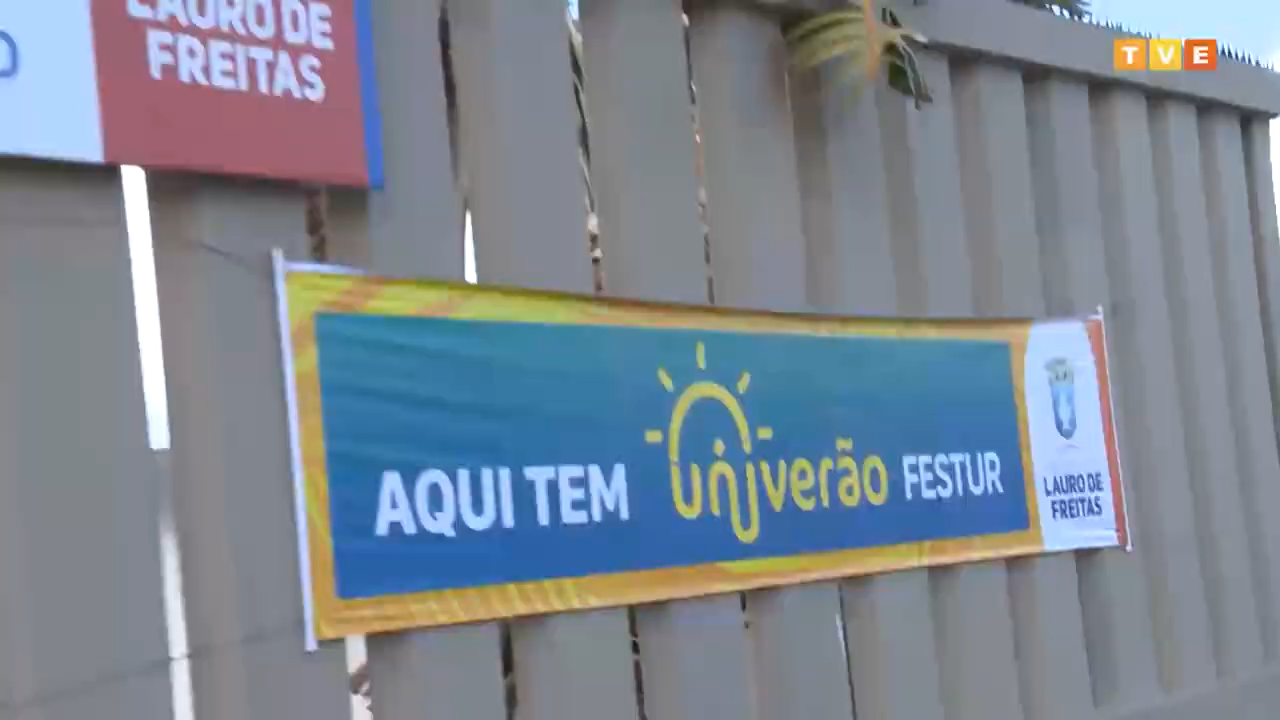 LAURO DE
FREITAS
TVE
AQUI TEM univerão FESTUR
LAURO DE
FREITAS